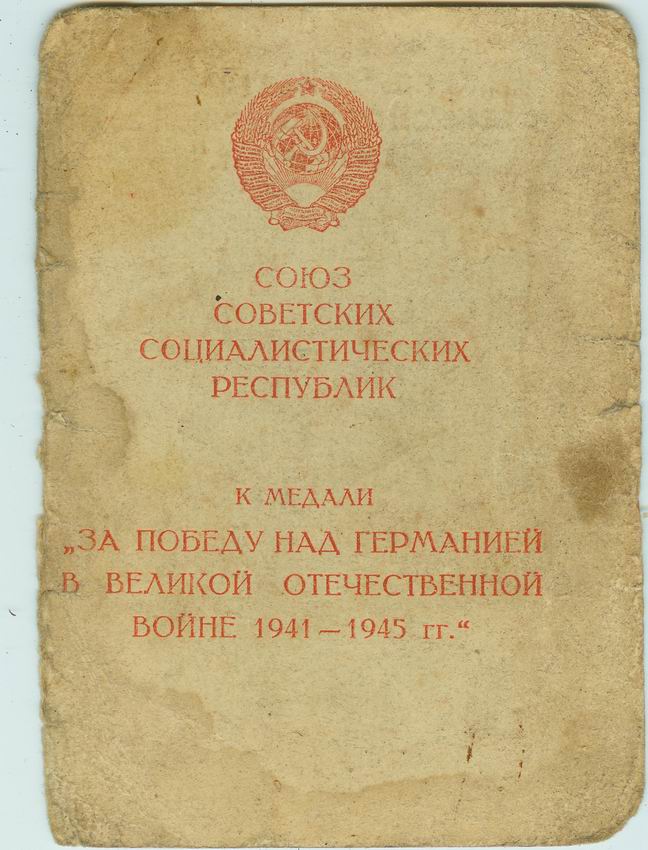 СОЮЗ
СОВЕТСКИХ
СОЦИАЛИСТИЧЕСКИХ
РЕСПУБЛИК
К МЕДАЛИ
„ЗА ПОБЕДУ НАД ГЕРМАНИЕЙ
В ВЕЛИКОЙ ОТЕЧЕСТВЕННОЙ
ВОЙНЕ 1941—1945 гг.“